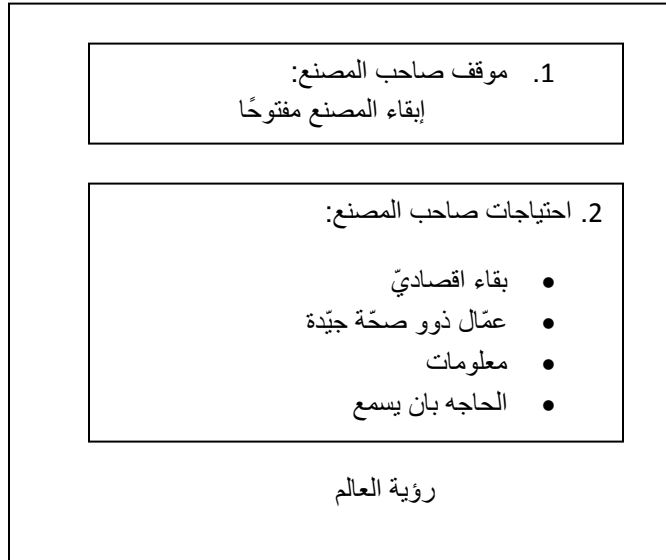 1. موقف صاحب المصنع:
إبقاء المصنع مفتوحًا
2. احتياجات صاحب المصنع:
• بقاء اقصاديّ
• عمّال ذوو صحّة جيّدة
• معلومات
• الحاجه بان يسمع
رؤية العالم